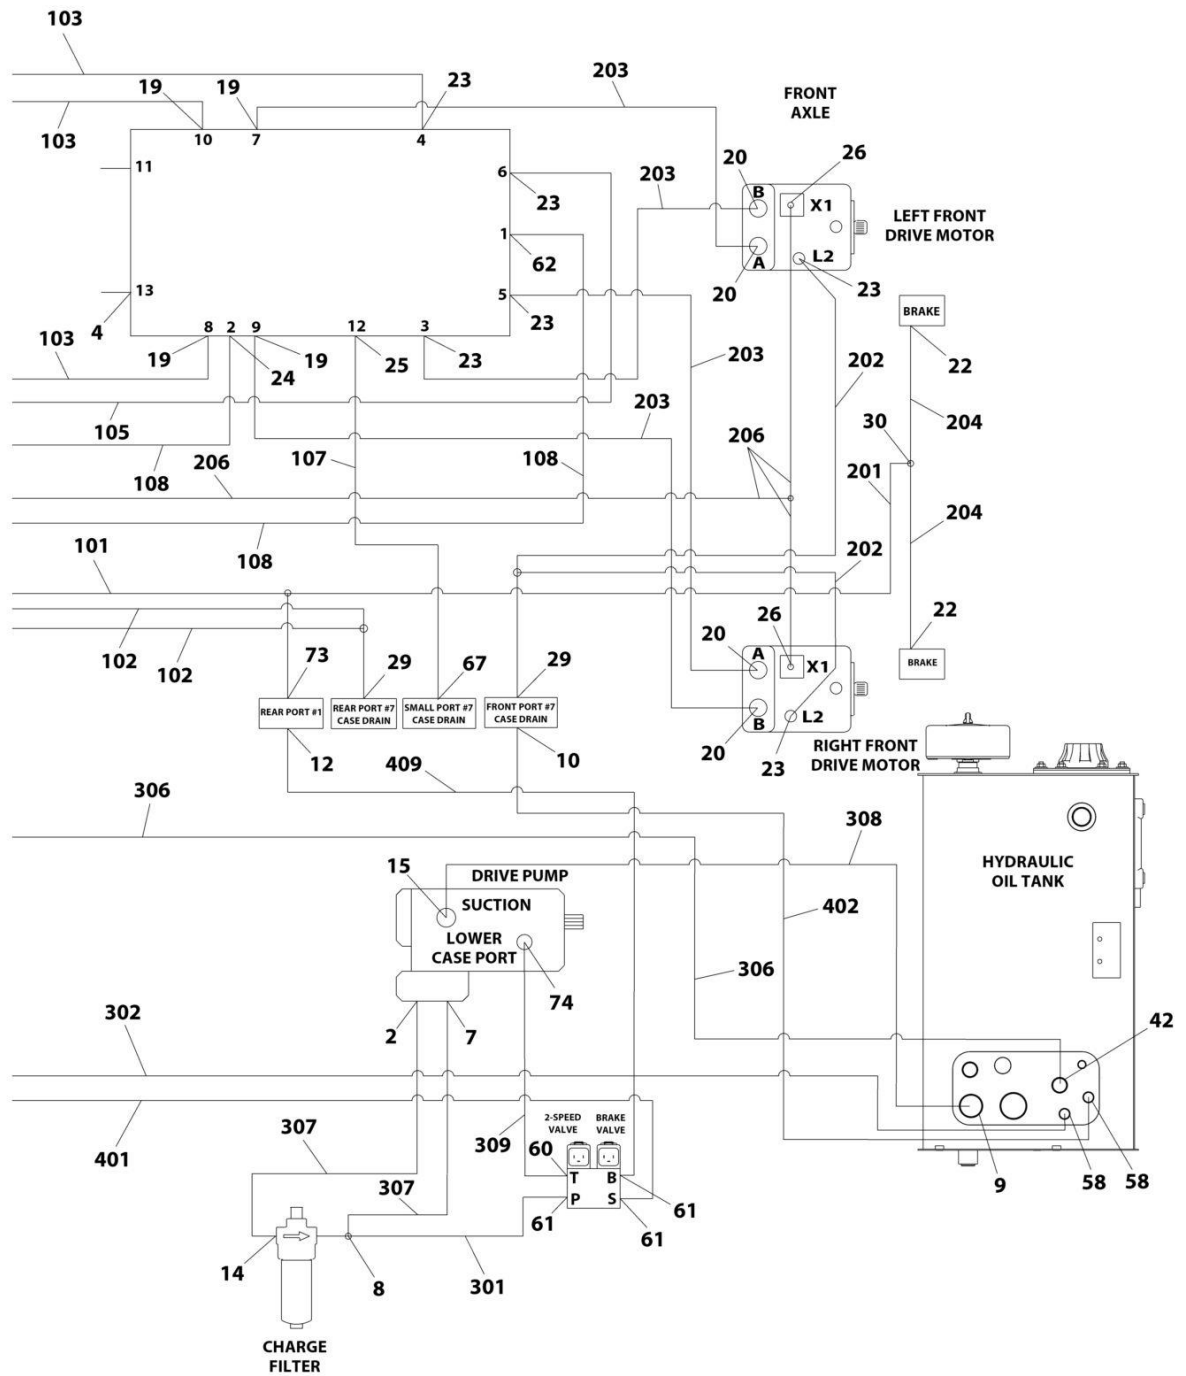 103
19
19
23
203
FRONT
AXLE
103
10
7
4
11
6
203
20
26
B
X1
23
LEFT FRONT
DRIVE MOTOR
1
62
A
L2
20
23
13
5
4
23
BRAKE
8
2
9
12
3
103
19
24
19
25
23
203
202
22
203
30
204
105
108
206
107
108
206
201
204
101
108
202
102
102
73
29
67
29
20
26
22
A
X1
BRAKE
REAR PORT #1
REAR PORT #7
CASE DRAIN
SMALL PORT #7
CASE DRAIN
FRONT PORT #7
CASE DRAIN
B
L2
20
23
RIGHT FRONT
DRIVE MOTOR
12
409
10
306
308
15
DRIVE PUMP
SUCTION
HYDRAULIC
OIL TANK
402
LOWER
CASE PORT
306
74
302
2
7
42
2-SPEED
VALVE
BRAKE
VALVE
307
309
401
60
T
B
9
58
58
307
P
S
61
61
61
14
8
301
CHARGE
FILTER